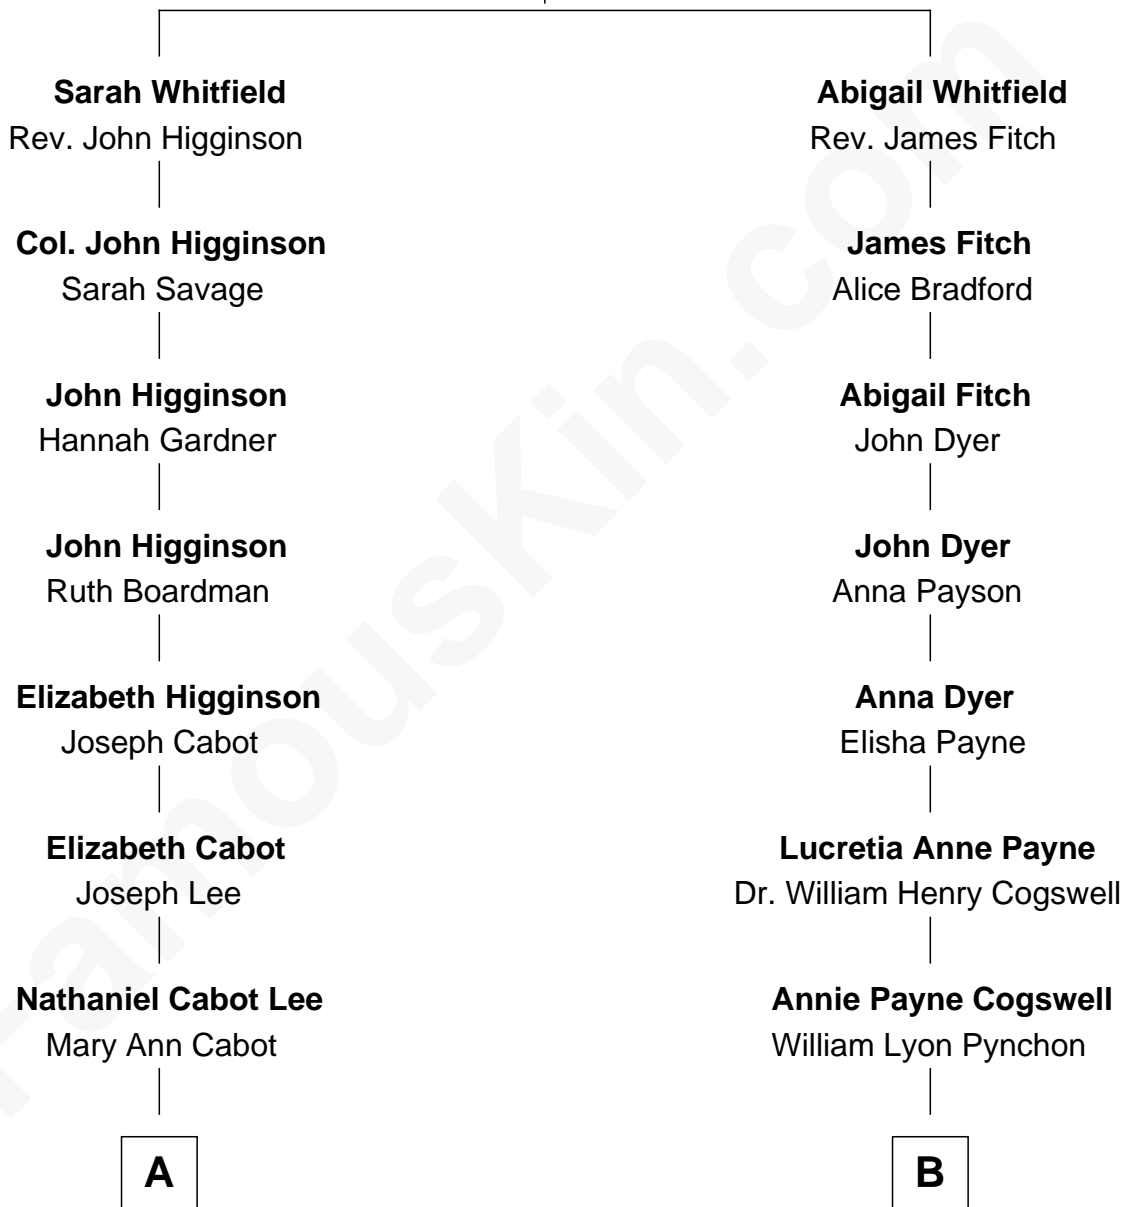 Sarah Whitfield
Rev. John Higginson
Abigail Whitfield
Rev. James Fitch
Col. John Higginson
Sarah Savage
James Fitch
Alice Bradford
John Higginson
Hannah Gardner
Abigail Fitch
John Dyer
John Higginson
Ruth Boardman
John Dyer
Anna Payson
Elizabeth Higginson
Joseph Cabot
Anna Dyer
Elisha Payne
Elizabeth Cabot
Joseph Lee
Lucretia Anne Payne
Dr. William Henry Cogswell
Nathaniel Cabot Lee
Mary Ann Cabot
Annie Payne Cogswell
William Lyon Pynchon
A
B
FamousKin.com